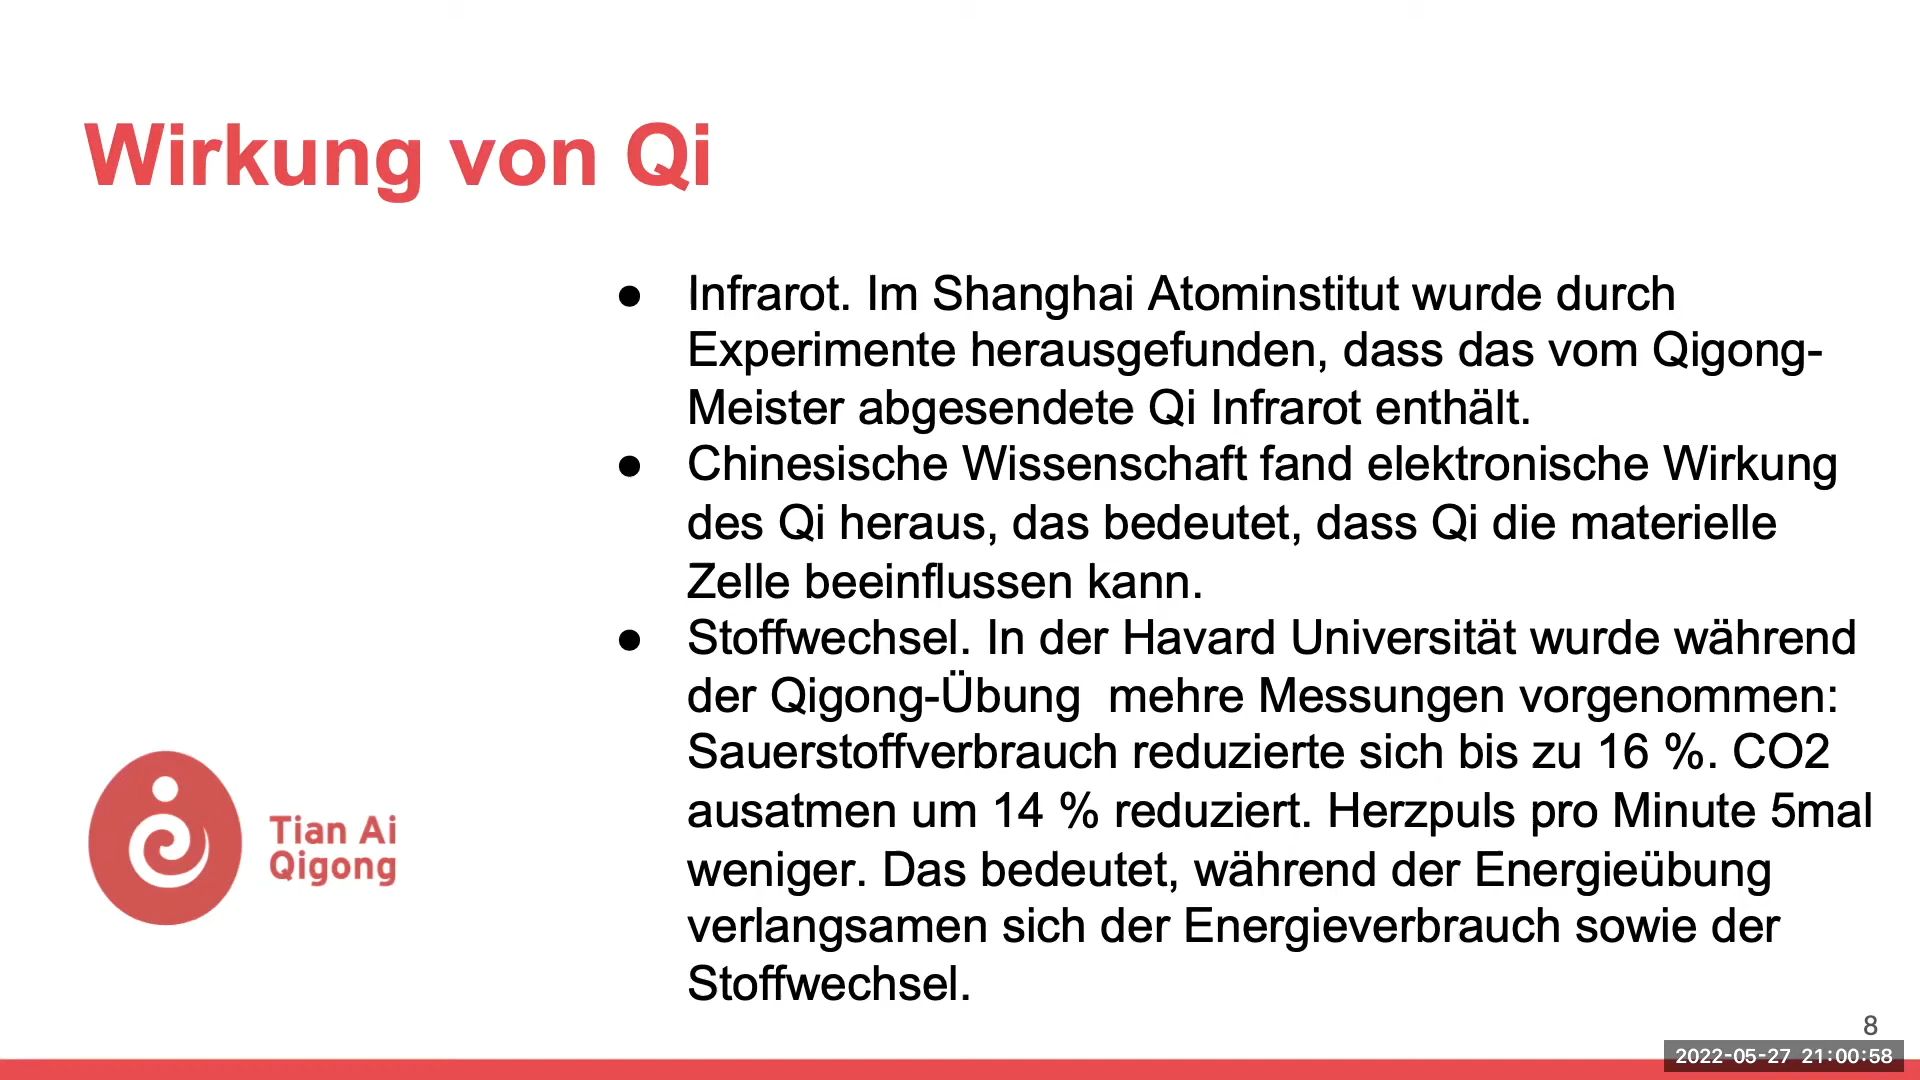 Wirkung von Qi
● Infrarot. Im Shanghai Atominstitut wurde durch
Experimente herausgefunden, dass das vom Qigong-
Meister abgesendete Qi Infrarot enthält.
● Chinesische Wissenschaft fand elektronische Wirkung
des Qi heraus, das bedeutet, dass Qi die materielle
Zelle beeinflussen kann.
● Stoffwechsel. In der Havard Universität wurde während
der Qigong-Übung  mehre Messungen vorgenommen:
Sauerstoffverbrauch reduzierte sich bis zu 16 %. CO2
ausatmen um 14 % reduziert. Herzpuls pro Minute 5mal
weniger. Das bedeutet, während der Energieübung
verlangsamen sich der Energieverbrauch sowie der
Stoffwechsel.
Tian Ai
Qigong
8
2022-05-27 21:00:58